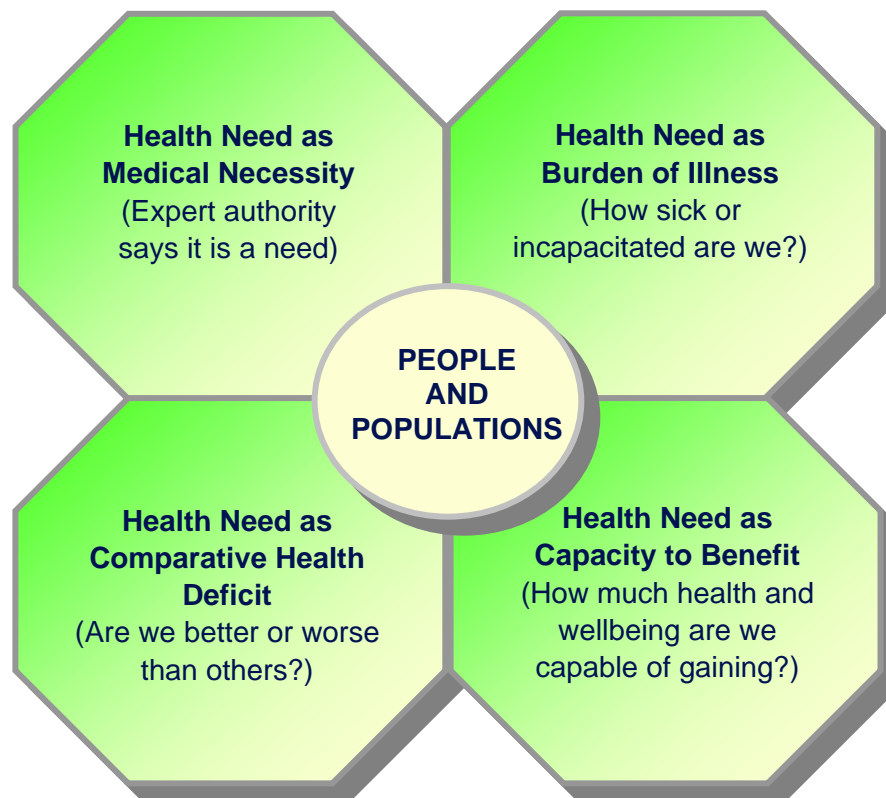 Health Need as
Medical Necessity
(Expert authority
says it is a need)
Health Need as
Burden of Illness
(How sick or
incapacitated are we?)
PEOPLE
AND
POPULATIONS
Health Need as
Comparative Health
Deficit
(Are we better or worse
than others?)
Health Need as
Capacity to Benefit
(How much health and
wellbeing are we
capable of gaining?)